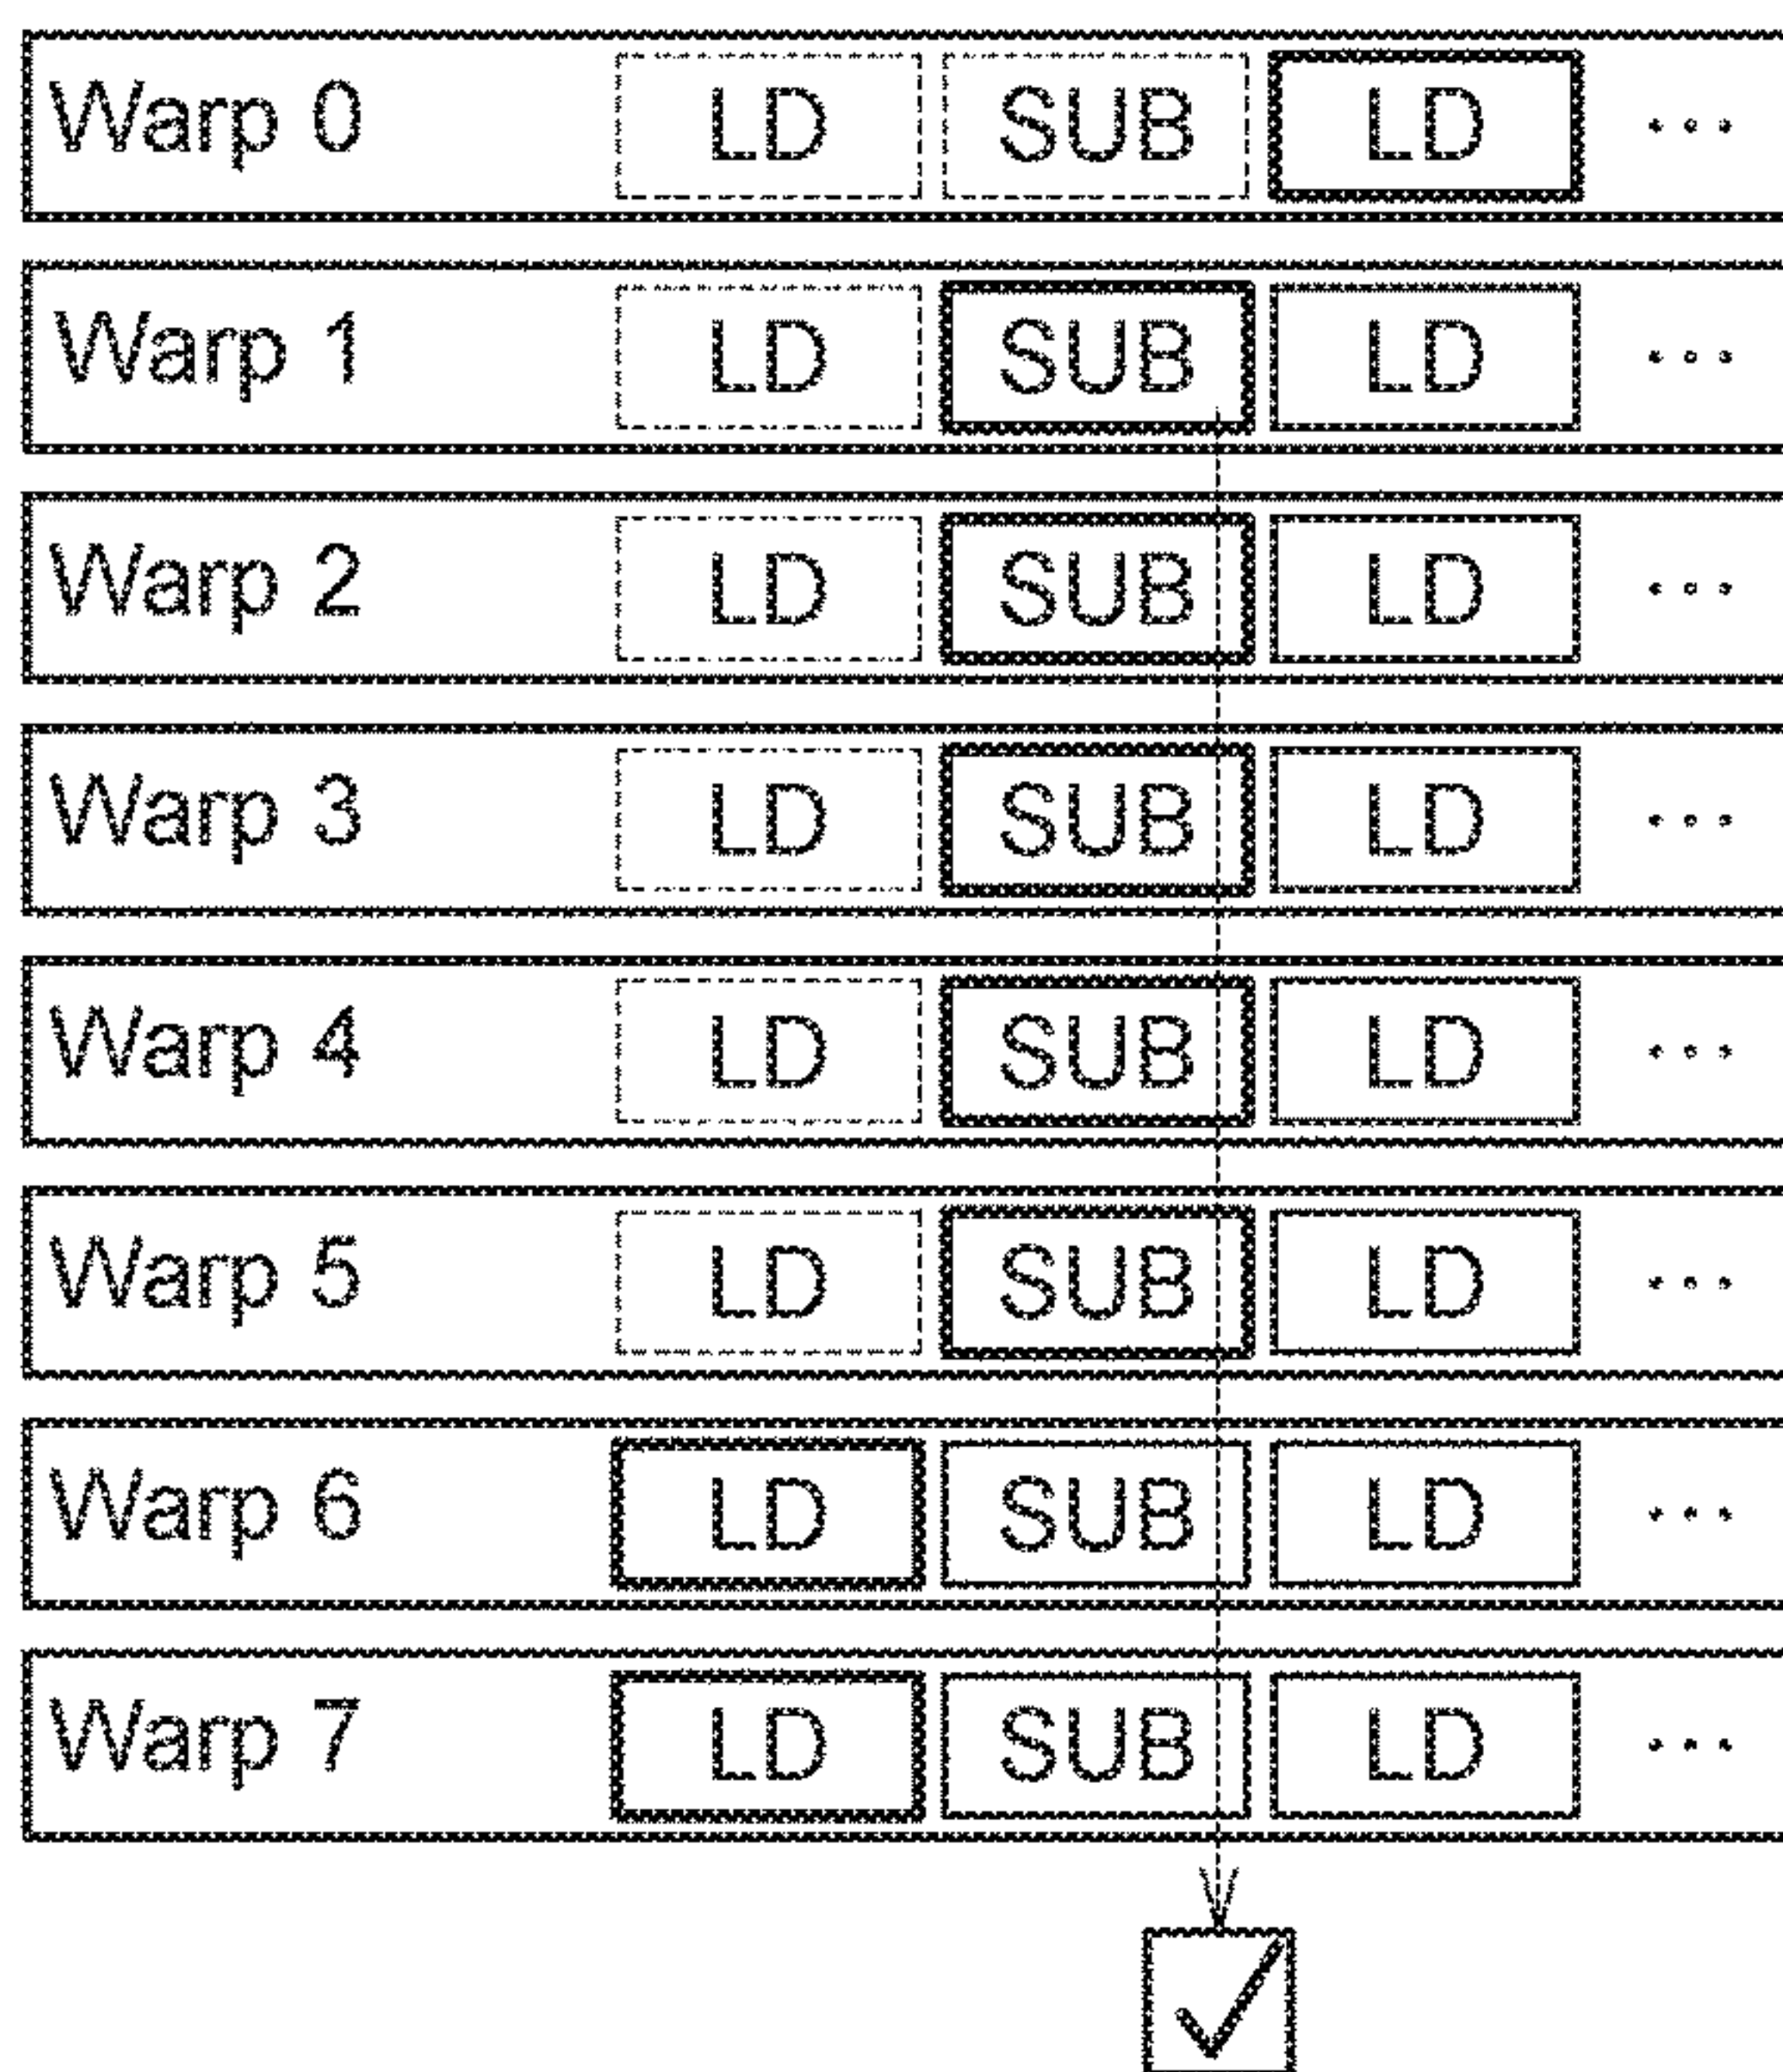 Warp 0 LD SUB LD ...
Warp 1 LD SUB LD ...
Warp 2 LD SUB LD ...
Warp 3 LD SUB LD ...
Warp 4 LD SUB LD ...
Warp 5 LD SUB LD ...
Warp 6 LD SUB LD ...
Warp 7 LD SUB LD ...